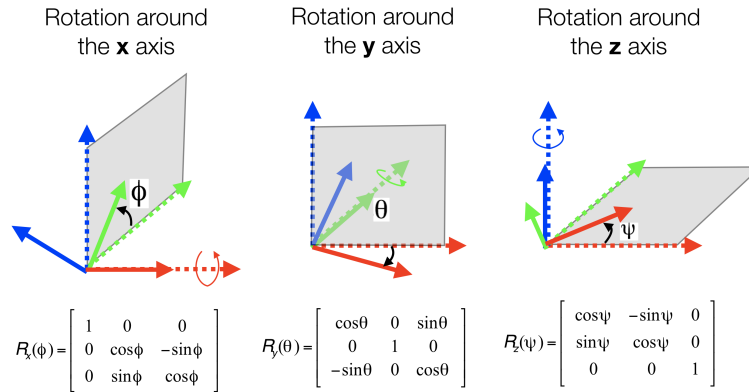 Rotation around
the x axis
Rotation around
the y axis
Rotation around
the z axis
ϕ
θ
ψ
Rx(ϕ) = [ 1 0 0
0 cosϕ -sinϕ
0 sinϕ cosϕ ]
Ry(θ) = [ cosθ 0 sinθ
0 1 0
-sinθ 0 cosθ ]
Rz(ψ) = [ cosψ -sinψ 0
sinψ cosψ 0
0 0 1 ]